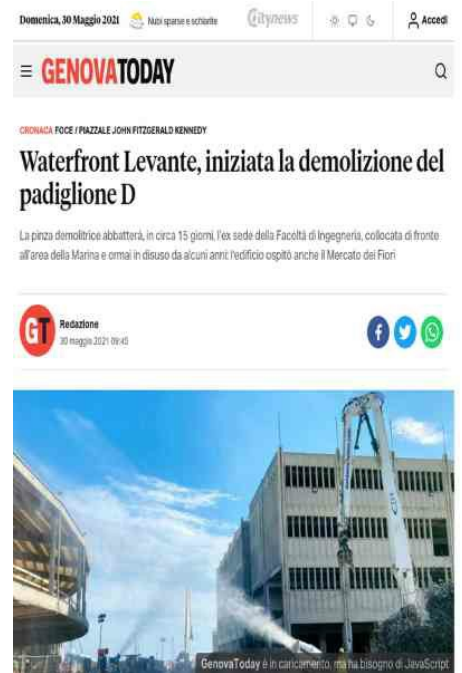 Domenica, 30 Maggio 2021 Nubi sparse e schiarite Citynews Accedi
GENOVATODAY
CRONACA FOCE / PIAZZALE JOHN FITZGERALD KENNEDY
Waterfront Levante, iniziata la demolizione del
padiglione D
La pinza demolitrice abbatterà, in circa 15 giorni, l'ex sede della Facoltà di Ingegneria, collocata di fronte
all'area della Marina e ormai in disuso da alcuni anni: l'edificio ospitò anche il Mercato dei Fiori
GT
Redazione
30 maggio 2021 09:45
GenovaToday è in caricamento, ma ha bisogno di JavaScript